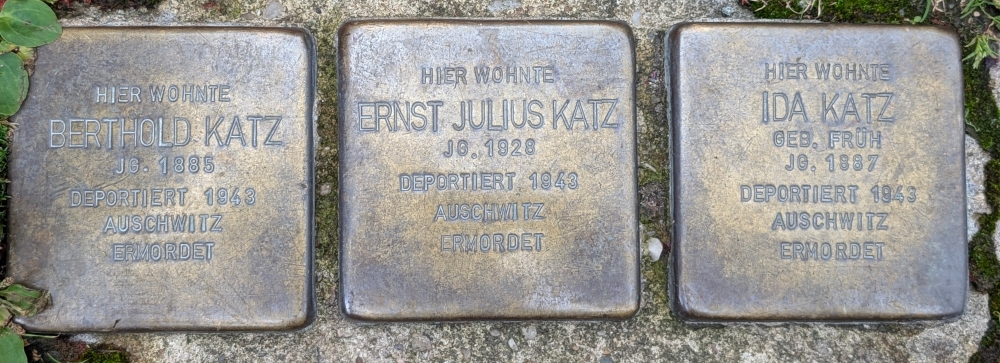 HIER WOHNTE
BERTHOLD KATZ
JG. 1885
DEPORTIERT 1943
AUSCHWITZ
ERMORDET
HIER WOHNTE
ERNST JULIUS KATZ
JG. 1928
DEPORTIERT 1943
AUSCHWITZ
ERMORDET
HIER WOHNTE
IDA KATZ
GEB. FRÜH
JG. 1887
DEPORTIERT 1943
AUSCHWITZ
ERMORDET